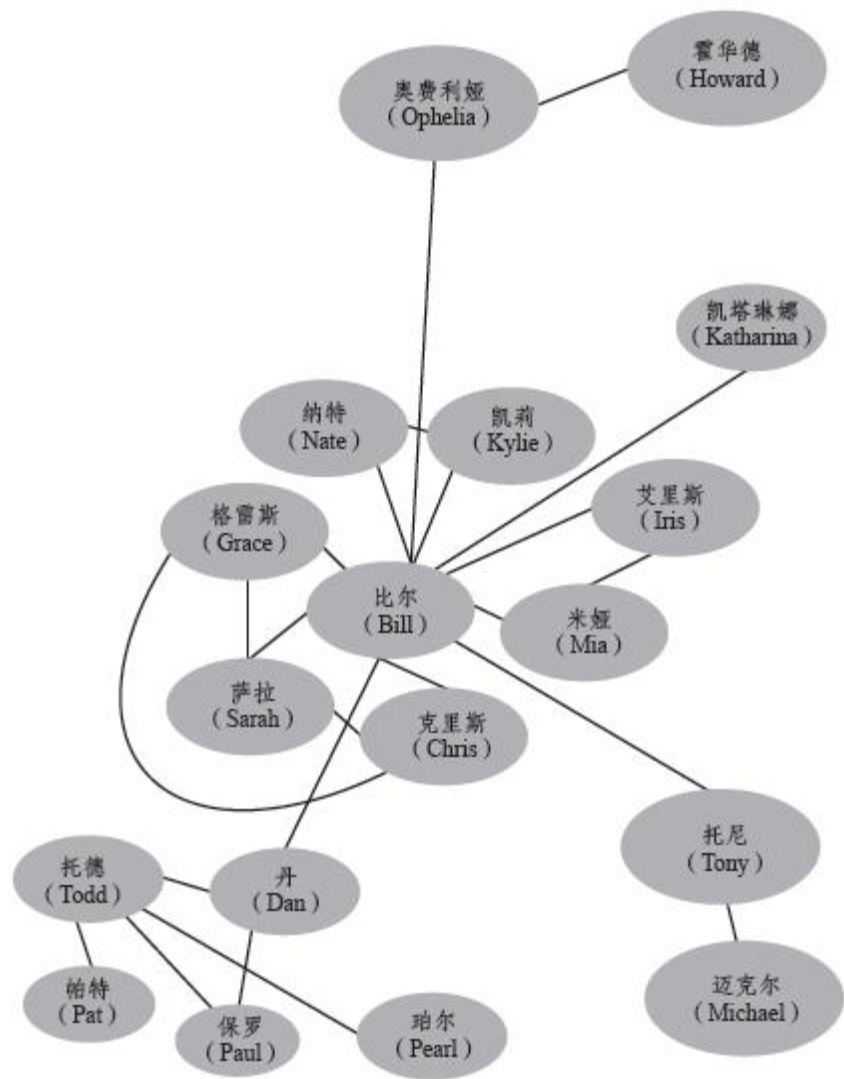 霍华德
（Howard）
奥费利娅
（Ophelia）
凯塔琳娜
（Katharina）
纳特
（Nate）
凯莉
（Kylie）
艾里斯
（Iris）
格雷斯
（Grace）
比尔
（Bill）
米娅
（Mia）
萨拉
（Sarah）
克里斯
（Chris）
托尼
（Tony）
托德
（Todd）
丹
（Dan）
帕特
（Pat）
保罗
（Paul）
珀尔
（Pearl）
迈克尔
（Michael）